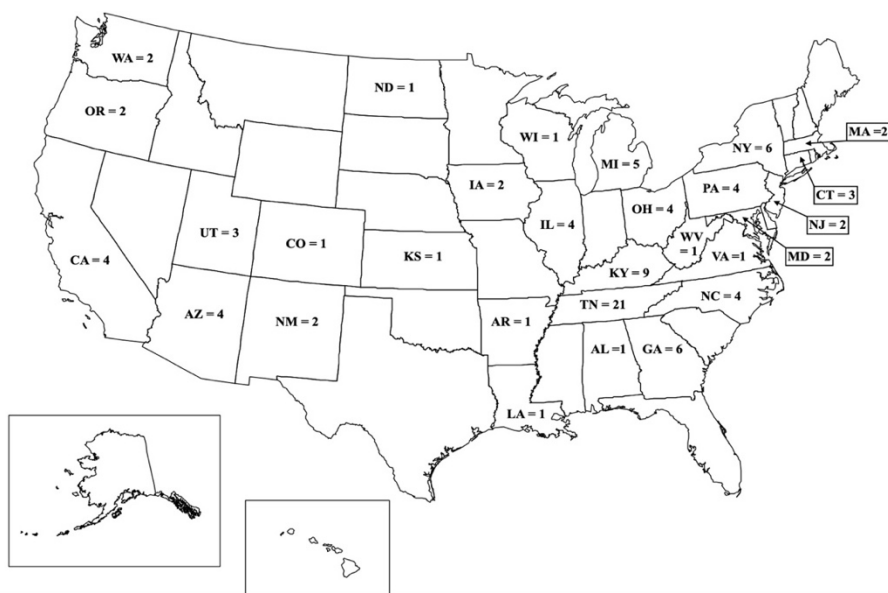 WA = 2
ND = 1
OR = 2
WI = 1
MI = 5
NY = 6
MA=2
IA = 2
PA = 4
CT = 3
OH = 4
IL = 4
NJ = 2
UT = 3
CO = 1
KS = 1
WV
= 1
VA=1
MD = 2
CA = 4
KY = 9
NC = 4
TN = 21
AZ = 4
NM = 2
AR = 1
AL =1
GA = 6
LA = 1